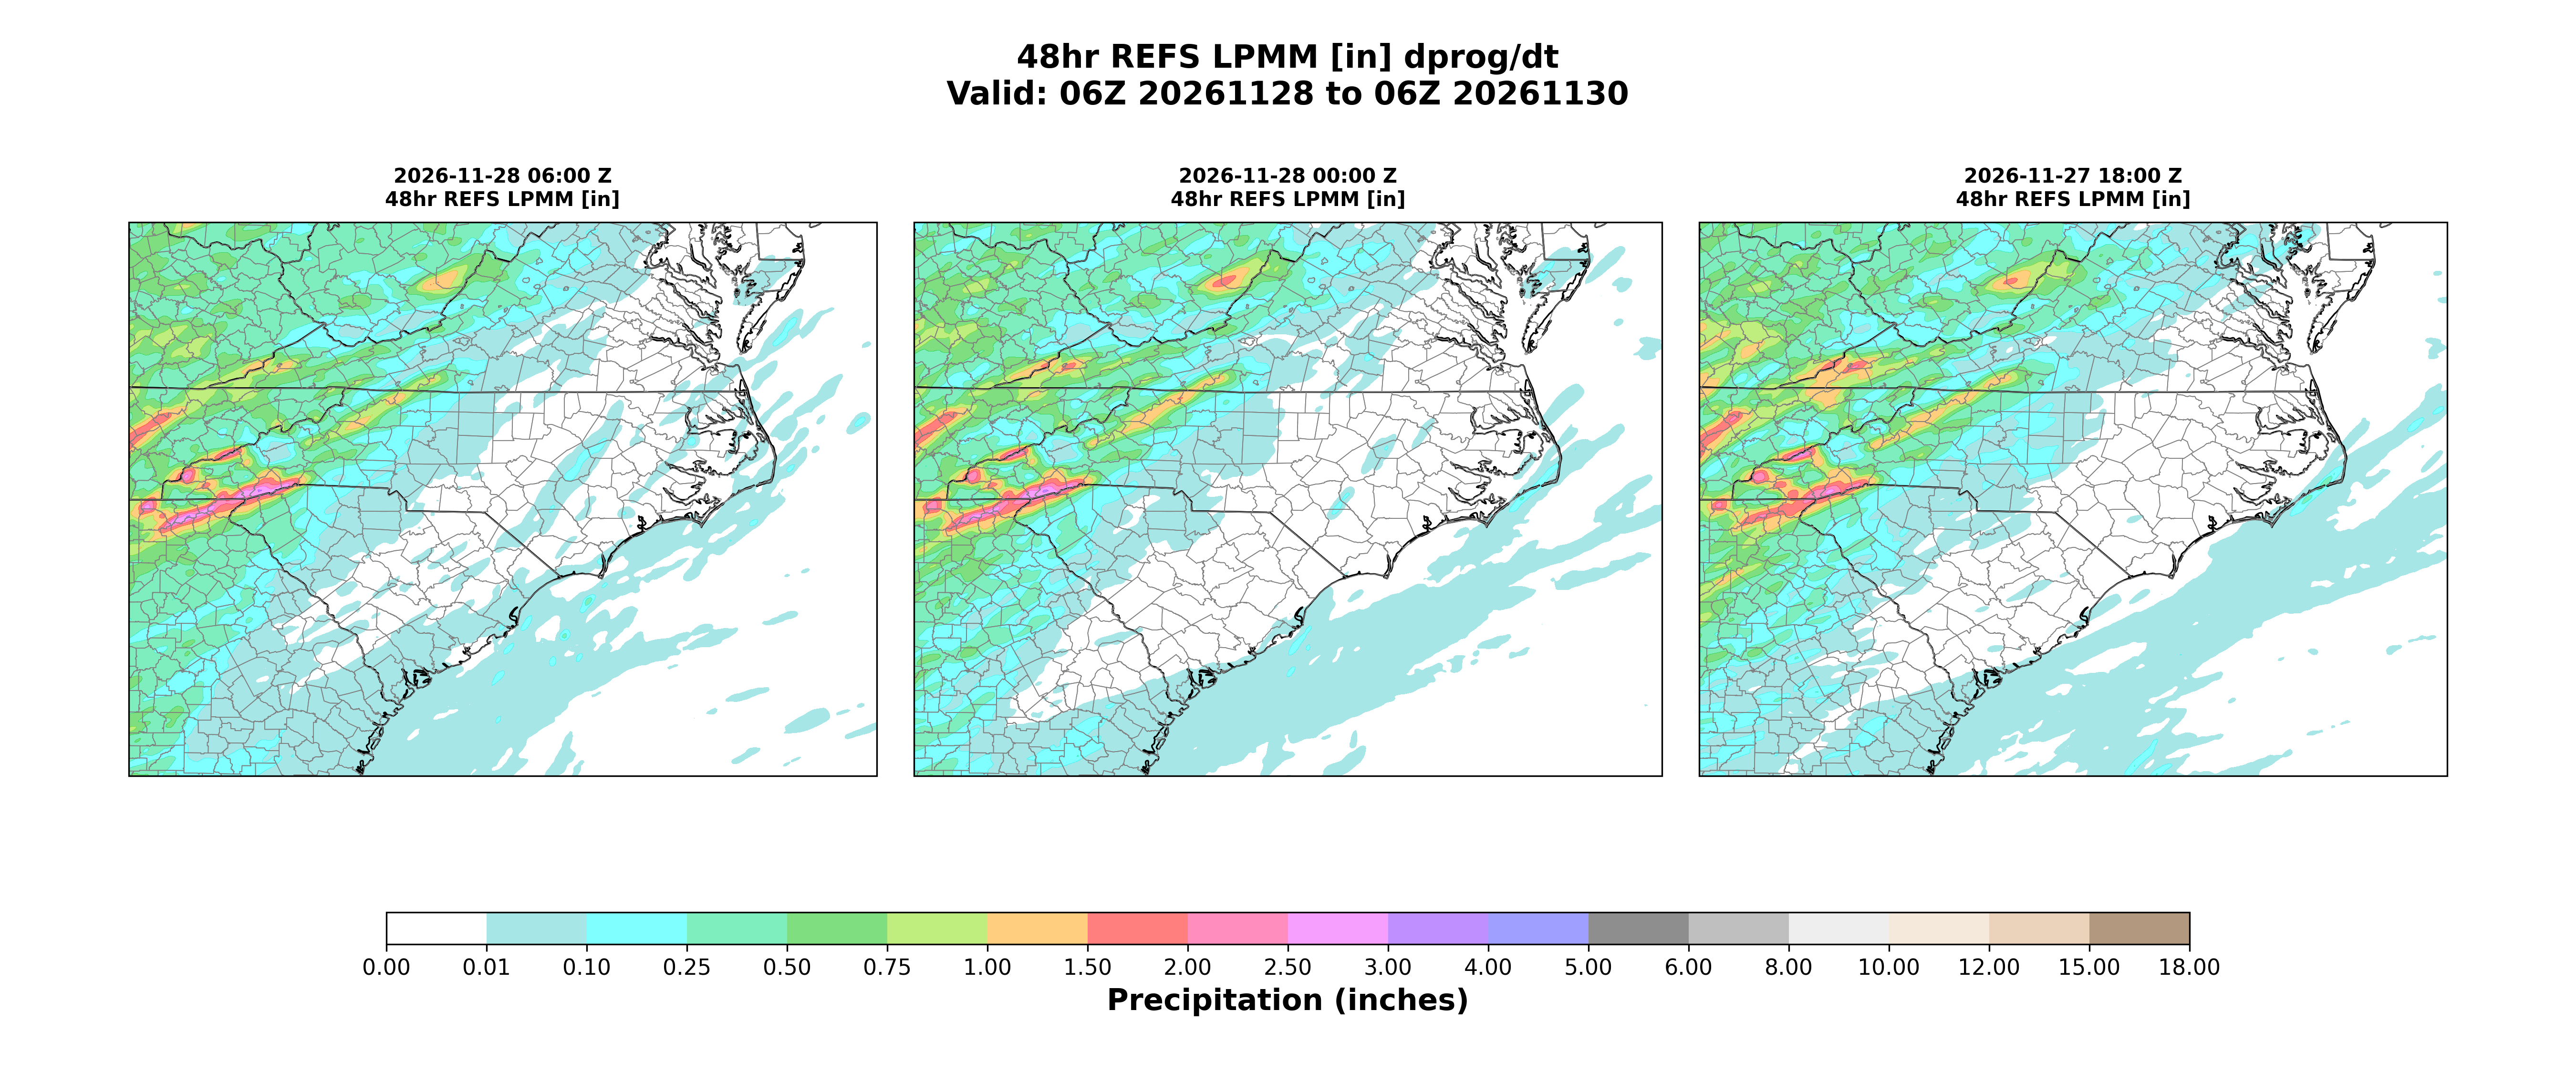 48hr REFS LPMM [in] dprog/dt
Valid: 06Z 20261128 to 06Z 20261130
2026-11-28 06:00 Z
48hr REFS LPMM [in]
2026-11-28 00:00 Z
48hr REFS LPMM [in]
2026-11-27 18:00 Z
48hr REFS LPMM [in]
0.00 0.01 0.10 0.25 0.50 0.75 1.00 1.50 2.00 2.50 3.00 4.00 5.00 6.00 8.00 10.00 12.00 15.00 18.00
Precipitation (inches)